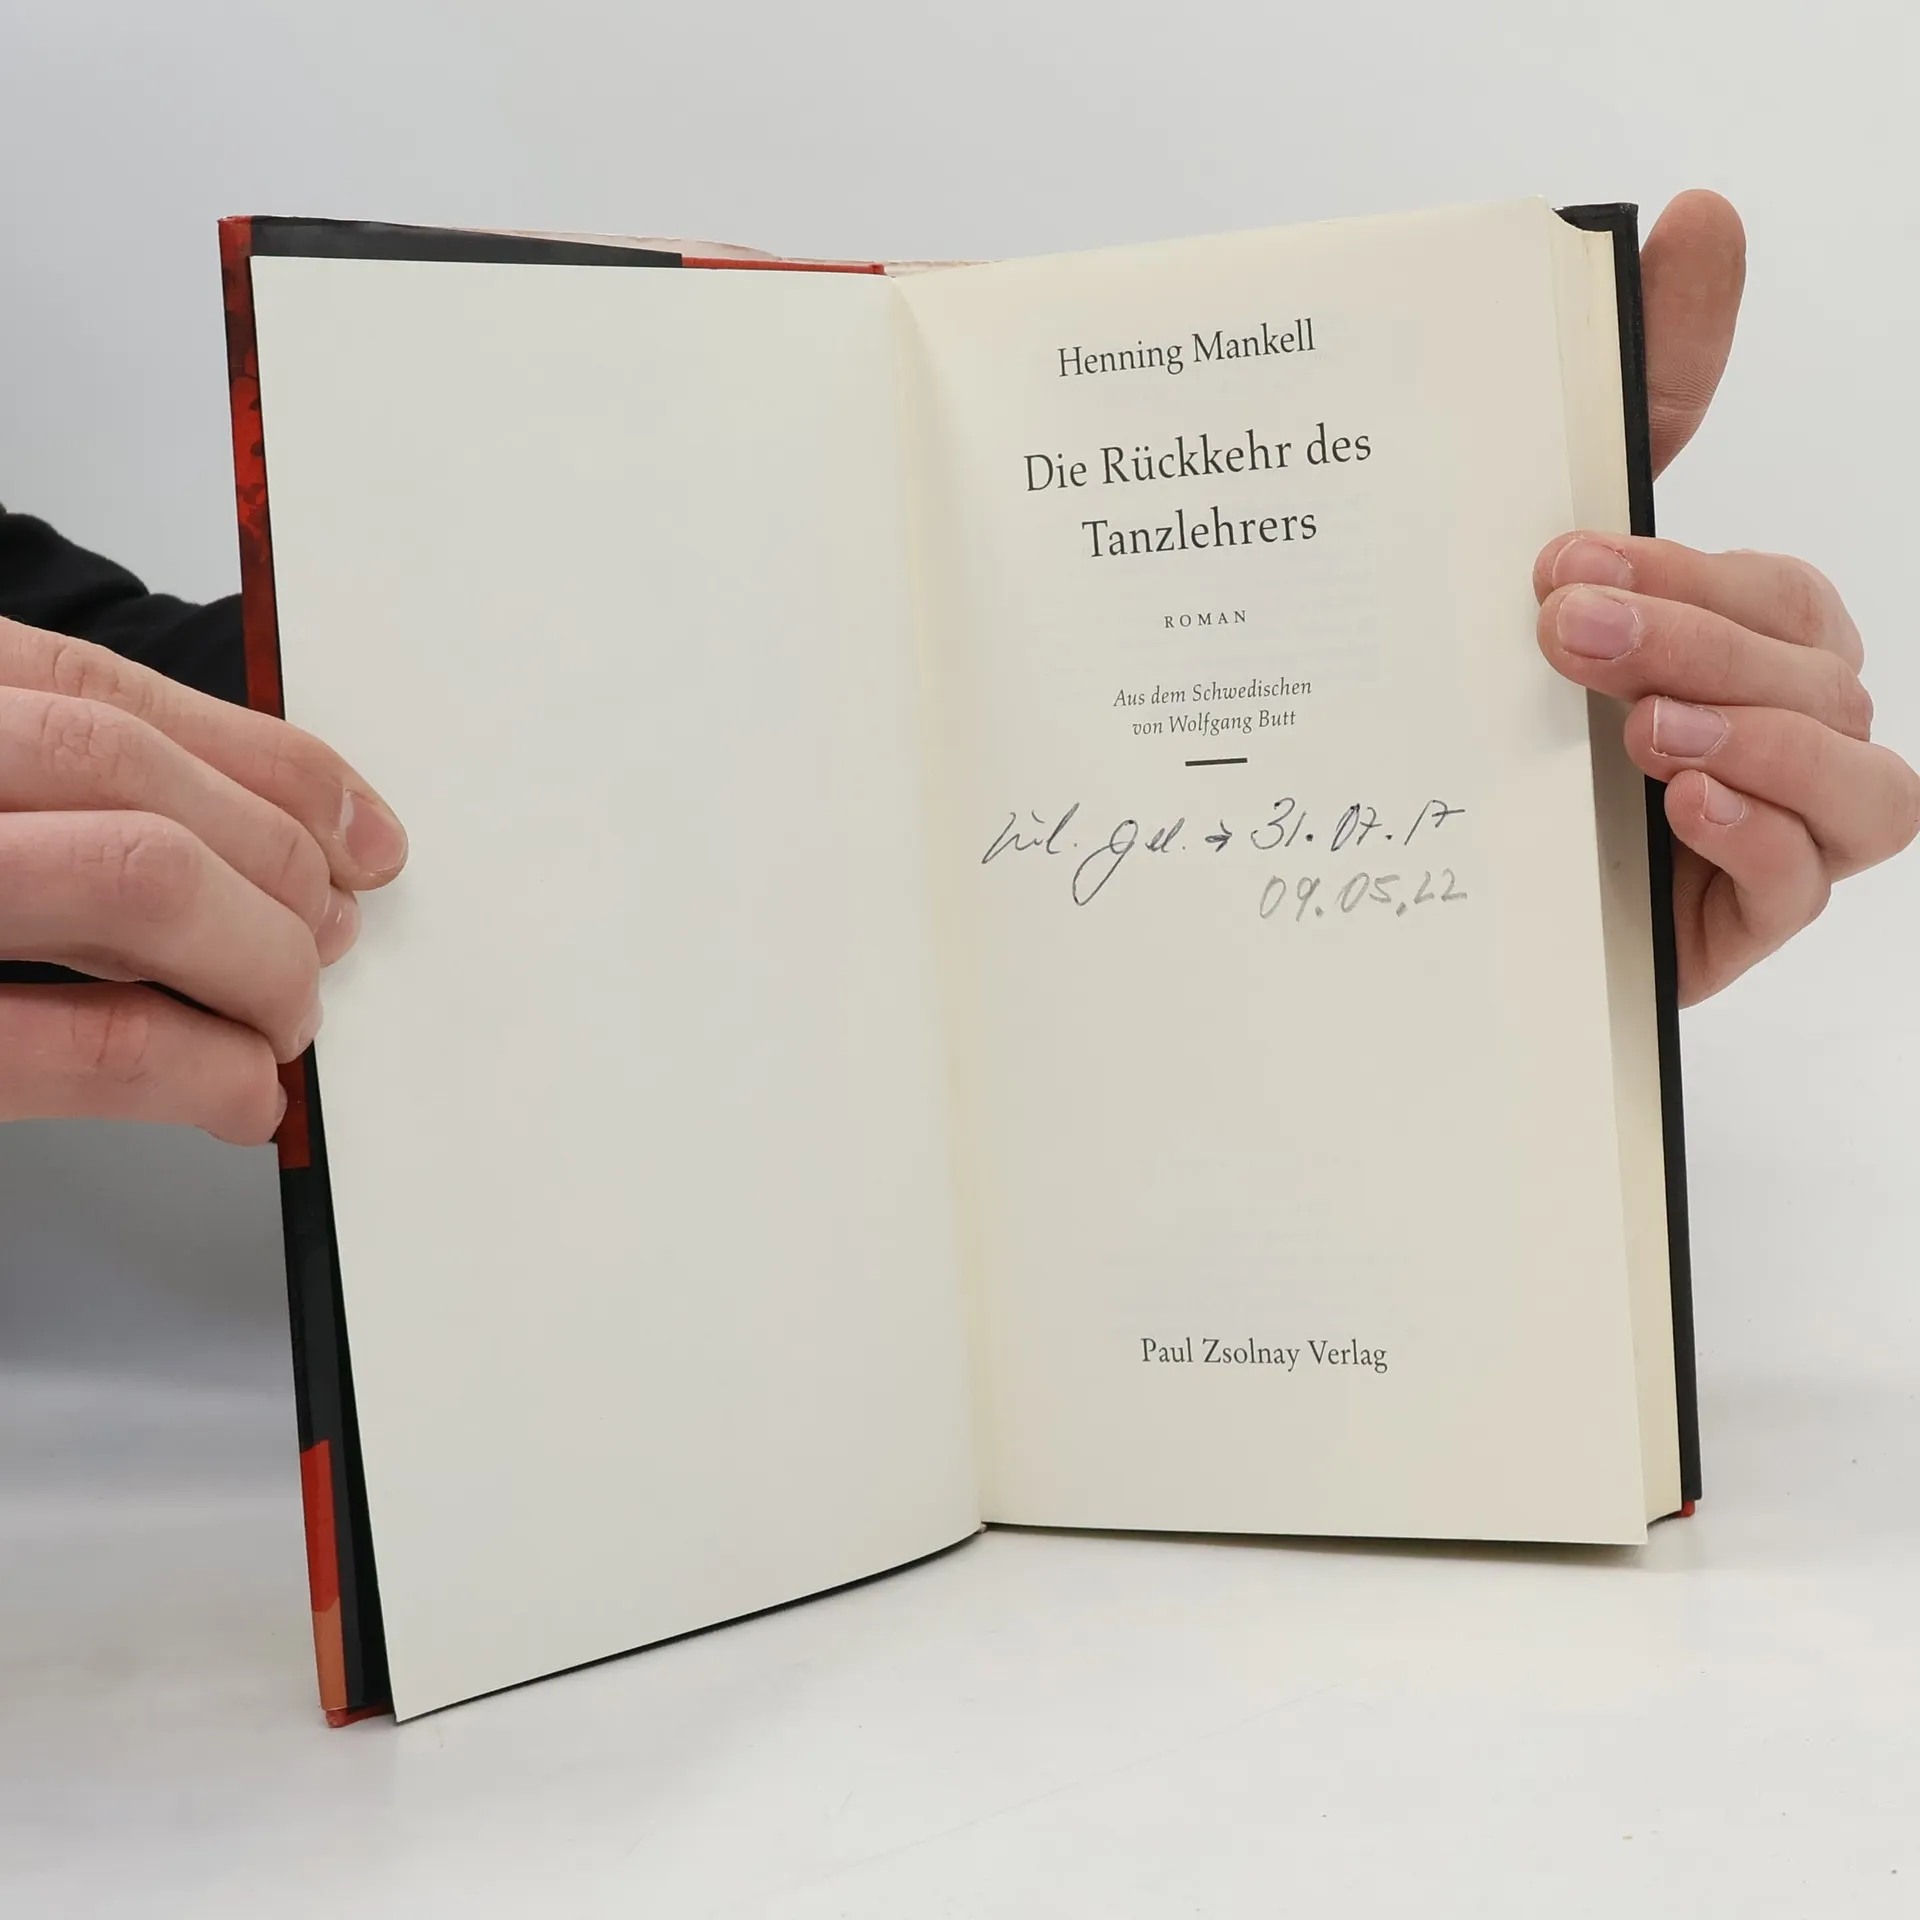 Henning Mankell
Die Rückkehr des
Tanzlehrers
ROMAN
Aus dem Schwedischen
von Wolfgang Butt
gel. → 31.07.17
09.05.22
Paul Zsolnay Verlag